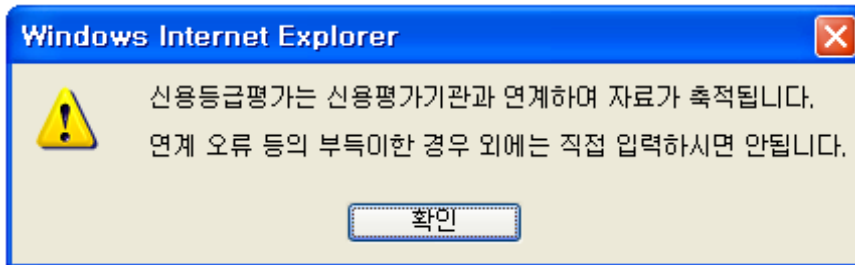 Windows Internet Explorer
신용등급평가는 신용평가기관과 연계하며 자료가 축적됩니다.
연계 오류 등의 부득이한 경우 외에는 직접 입력하시면 안됩니다.
확인